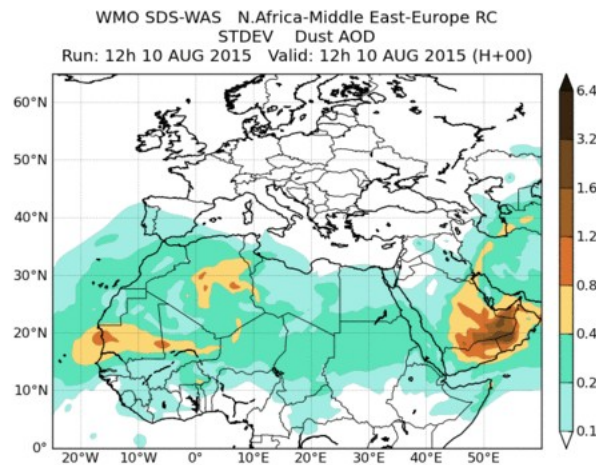 WMO SDS-WAS N.Africa-Middle East-Europe RC
STDEV Dust AOD
Run: 12h 10 AUG 2015 Valid: 12h 10 AUG 2015 (H+00)
60°N
50°N
40°N
30°N
20°N
10°N
0°
20°W
10°W
0°
10°E
20°E
30°E
40°E
50°E
6.4
3.2
1.6
1.2
0.8
0.4
0.2
0.1